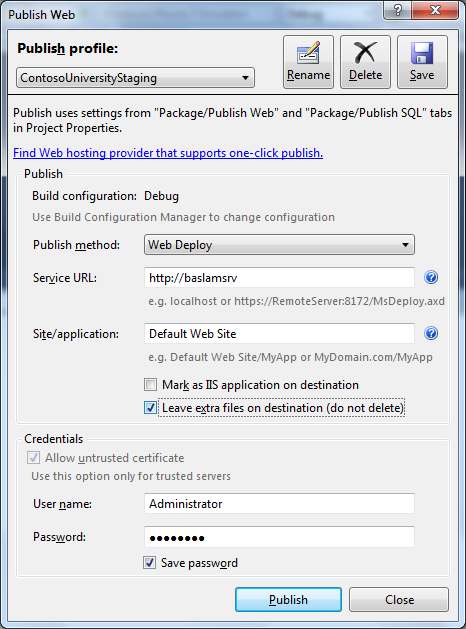 Publish Web
Publish profile:
ContosoUniversityStaging
Rename
Delete
Save
Publish uses settings from "Package/Publish Web" and "Package/Publish SQL" tabs
in Project Properties.
Find Web hosting provider that supports one-click publish.
Publish
Build configuration: Debug
Use Build Configuration Manager to change configuration
Publish method: Web Deploy
Service URL: http://baslamsrv
e.g. localhost or https://RemoteServer:8172/MsDeploy.axd
Site/application: Default Web Site
e.g. Default Web Site/MyApp or MyDomain.com/MyApp
Mark as IIS application on destination
Leave extra files on destination (do not delete)
Credentials
Allow untrusted certificate
Use this option only for trusted servers
User name: Administrator
Password: ●●●●●●●●
Save password
Publish
Close